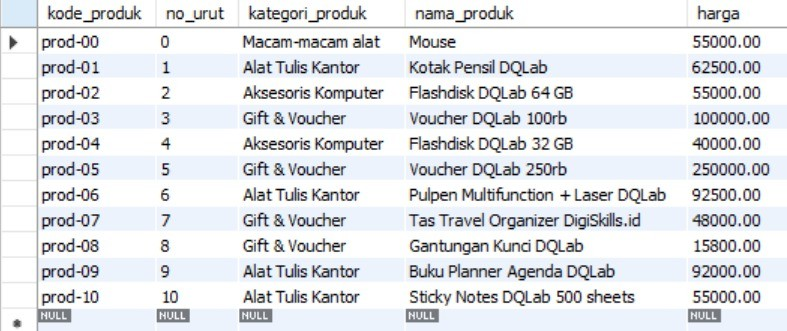 kode_produk no_urut kategori_produk nama_produk harga
prod-00 0 Macam-macam alat Mouse 55000.00
prod-01 1 Alat Tulis Kantor Kotak Pensil DQLab 62500.00
prod-02 2 Aksesoris Komputer Flashdisk DQLab 64 GB 55000.00
prod-03 3 Gift & Voucher Voucher DQLab 100rb 100000.00
prod-04 4 Aksesoris Komputer Flashdisk DQLab 32 GB 40000.00
prod-05 5 Gift & Voucher Voucher DQLab 250rb 250000.00
prod-06 6 Alat Tulis Kantor Pulpen Multifunction + Laser DQLab 92500.00
prod-07 7 Gift & Voucher Tas Travel Organizer DigiSkills.id 48000.00
prod-08 8 Gift & Voucher Gantungan Kunci DQLab 15800.00
prod-09 9 Alat Tulis Kantor Buku Planner Agenda DQLab 92000.00
prod-10 10 Alat Tulis Kantor Sticky Notes DQLab 500 sheets 55000.00
NULL NULL NULL NULL NULL